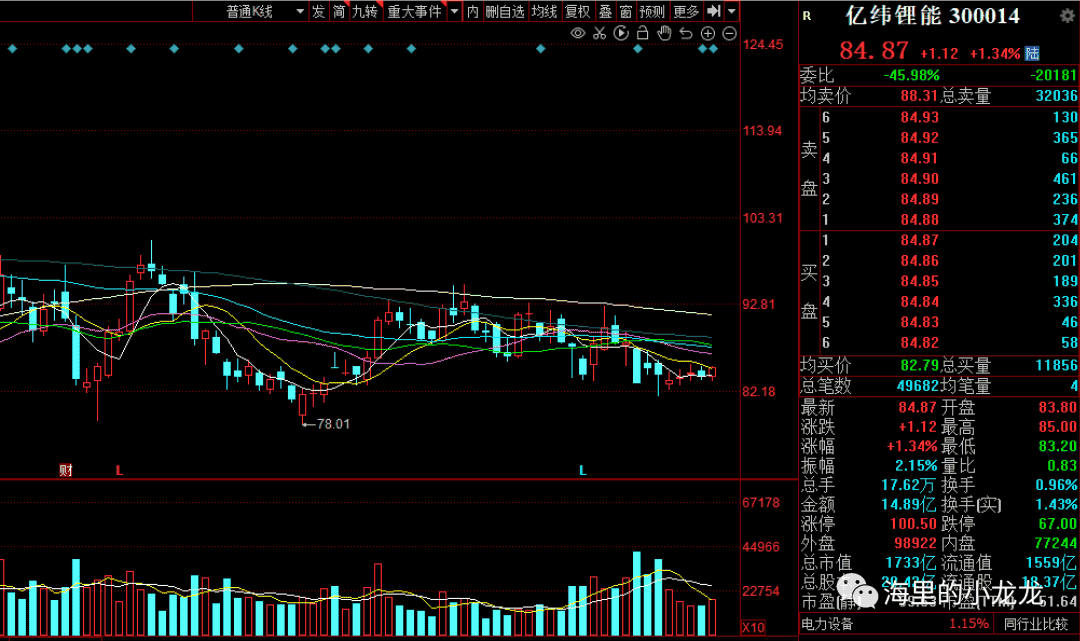 普通K线 发 简 九转 重大事件 内 删自选 均线 复权 叠 窗 预测 更多
R 亿纬锂能 300014
84.87 +1.12 +1.34% 陆
124.45
113.94
103.31
92.81
82.18
78.01
财 L L
67178
44966
22754
X10
委比 -45.98% -20181
均卖价 88.31 总卖量 32036
卖盘
6 84.93 130
5 84.92 365
4 84.91 66
3 84.90 461
2 84.89 236
1 84.88 374
买盘
1 84.87 204
2 84.86 201
3 84.85 189
4 84.84 336
5 84.83 46
6 84.82 58
均买价 82.79 总买量 11856
总笔数 49682 均笔量 4
最新 84.87 开盘 83.80
涨跌 +1.12 最高 85.00
涨幅 +1.34% 最低 83.20
振幅 2.15% 量比 0.83
总手 17.62万 换手 0.96%
金额 14.89亿 换手(实) 1.43%
涨停 100.50 跌停 67.00
外盘 98922 内盘 77244
总市值 1733亿 流通值 1559亿
总股 流通股 18.37亿
市盈(静) 市盈(TTM) 51.64
海里的小龙龙
电力设备 1.15% 同行业比较